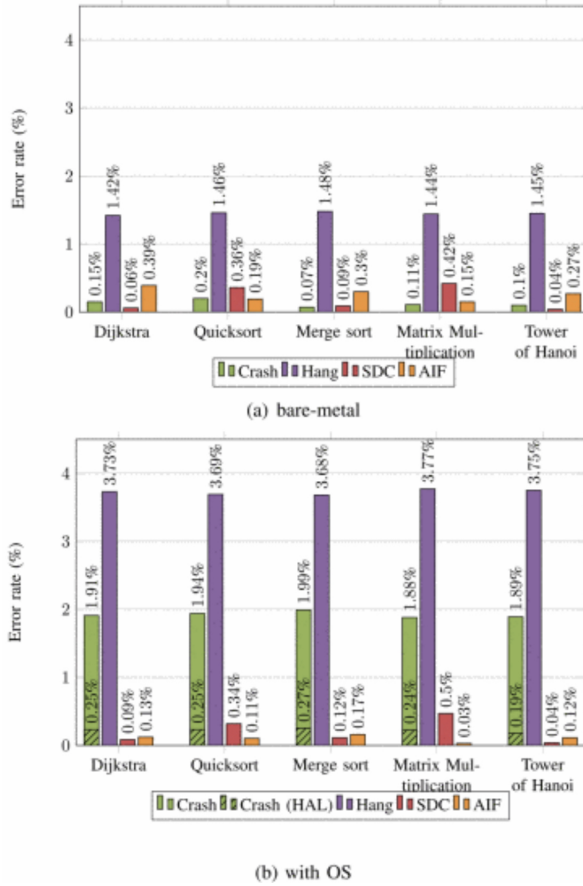 4
3
2
1
0
Error rate (%)
0.15% 1.42% 0.06% 0.39%
0.2% 1.46% 0.36% 0.19%
0.07% 1.48% 0.09% 0.3%
0.11% 1.44% 0.42% 0.15%
0.1% 1.45% 0.04% 0.27%
Dijkstra Quicksort Merge sort Matrix Mul- Tower
tiplication of Hanoi
Crash Hang SDC AIF
(a) bare-metal
4
3
2
1
0
Error rate (%)
1.91% 0.25% 3.73% 0.09% 0.13%
1.94% 0.25% 3.69% 0.34% 0.11%
1.99% 0.27% 3.68% 0.12% 0.17%
1.88% 0.24% 3.77% 0.5% 0.03%
1.89% 0.19% 3.75% 0.04% 0.12%
Dijkstra Quicksort Merge sort Matrix Mul- Tower
tiplication of Hanoi
Crash Crash (HAL) Hang SDC AIF
(b) with OS